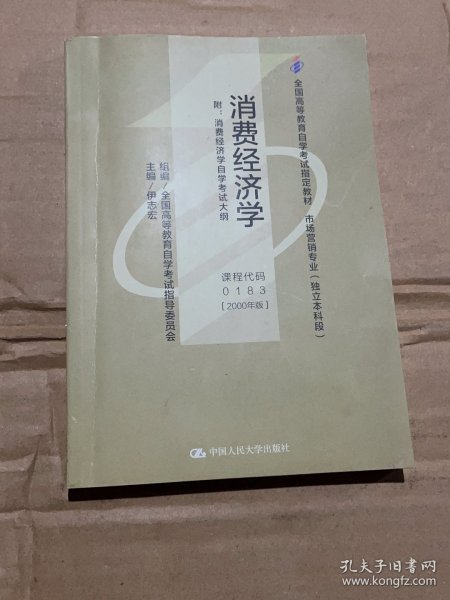 全国高等教育自学考试指定教材 市场营销专业（独立本科段）
消费经济学
附：消费经济学自学考试大纲
课程代码
0183
［2000年版］
组编／全国高等教育自学考试指导委员会
主编／伊志宏
中国人民大学出版社
孔夫子旧书网
www.kongfz.com